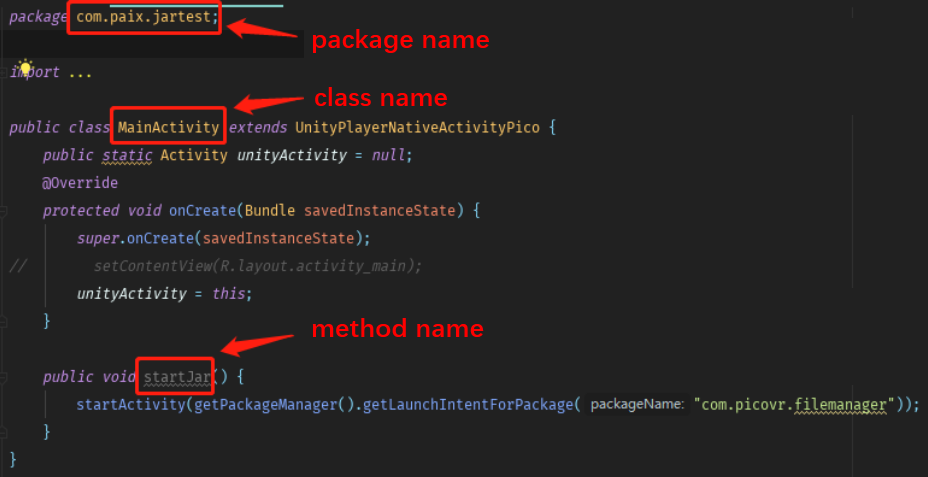 package com.paix.jartest;
package name
import ...
class name
public class MainActivity extends UnityPlayerNativeActivityPico {
public static Activity unityActivity = null;
@Override
protected void onCreate(Bundle savedInstanceState) {
super.onCreate(savedInstanceState);
// setContentView(R.layout.activity_main);
unityActivity = this;
}
method name
public void startJar() {
startActivity(getPackageManager().getLaunchIntentForPackage( packageName: "com.picovr.filemanager"));
}
}